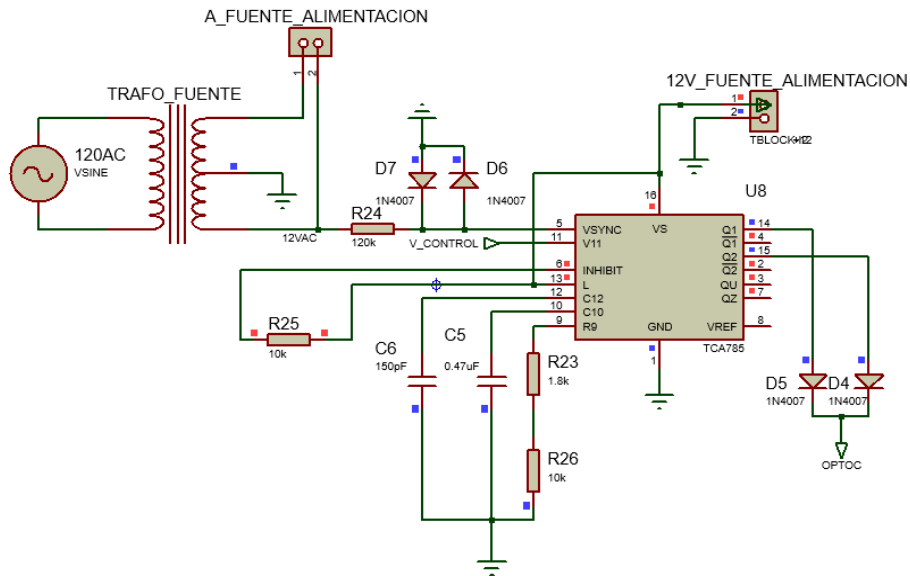 A_FUENTE_ALIMENTACION
1
2
TRAFO_FUENTE
120AC
VSINE
12VAC
R24
120k
D7
1N4007
D6
1N4007
V_CONTROL
12V_FUENTE_ALIMENTACION
1
2
U8
16
VS
5
VSYNC
11
V11
6
INHIBIT
13
L
12
C12
10
C10
9
R9
Q1
14
Q1
4
Q2
15
Q2
2
QU
3
QZ
7
VREF
8
GND
1
TCA785
R25
10k
C6
150pF
C5
0.47uF
R23
1.8k
R26
10k
D5
1N4007
D4
1N4007
OPTOC